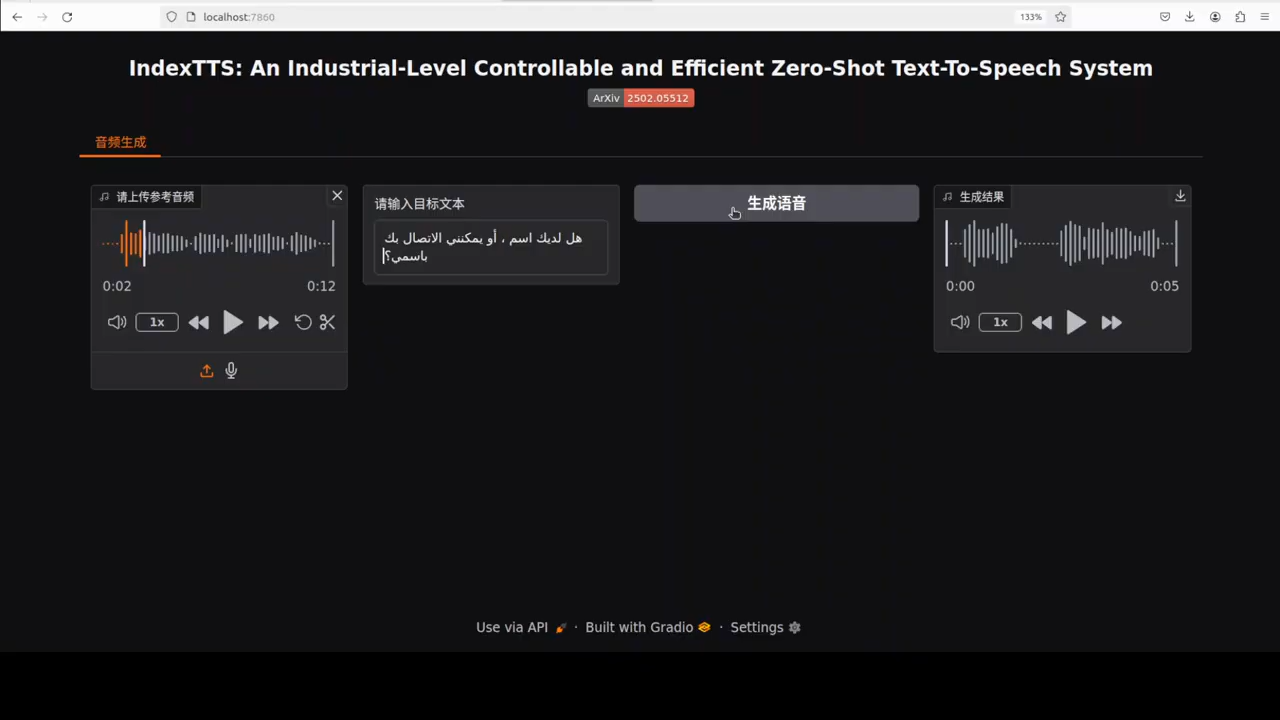 localhost:7860
133%
IndexTTS: An Industrial-Level Controllable and Efficient Zero-Shot Text-To-Speech System
ArXiv 2502.05512
音频生成
请上传参考音频
0:02
0:12
1x
请输入目标文本
هل لديك اسم ، أو يمكنني الاتصال بك
باسمي؟
生成语音
生成结果
0:00
0:05
1x
Use via API · Built with Gradio · Settings